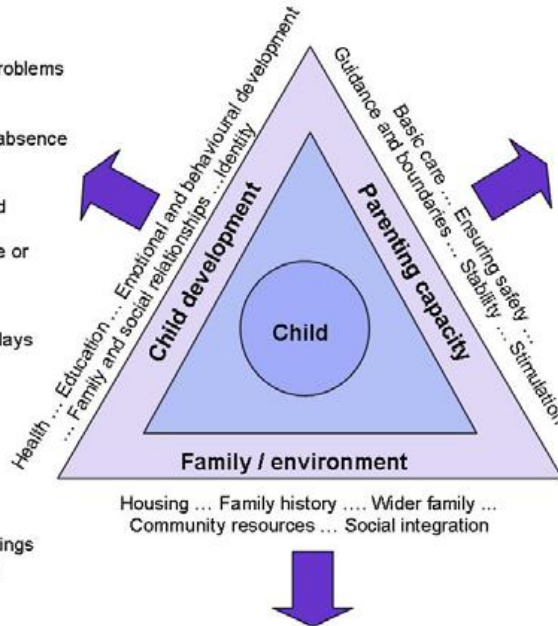 roblems
absence
d
e or
lays
ings
Health ... Education ... Emotional and behavioural development
... Family and social relationships ... Identity
Child development
Guidance and boundaries ... Stability ... Stimulation
Basic care ... Ensuring safety ...
Parenting capacity
Child
Family / environment
Housing ... Family history .... Wider family ...
Community resources ... Social integration